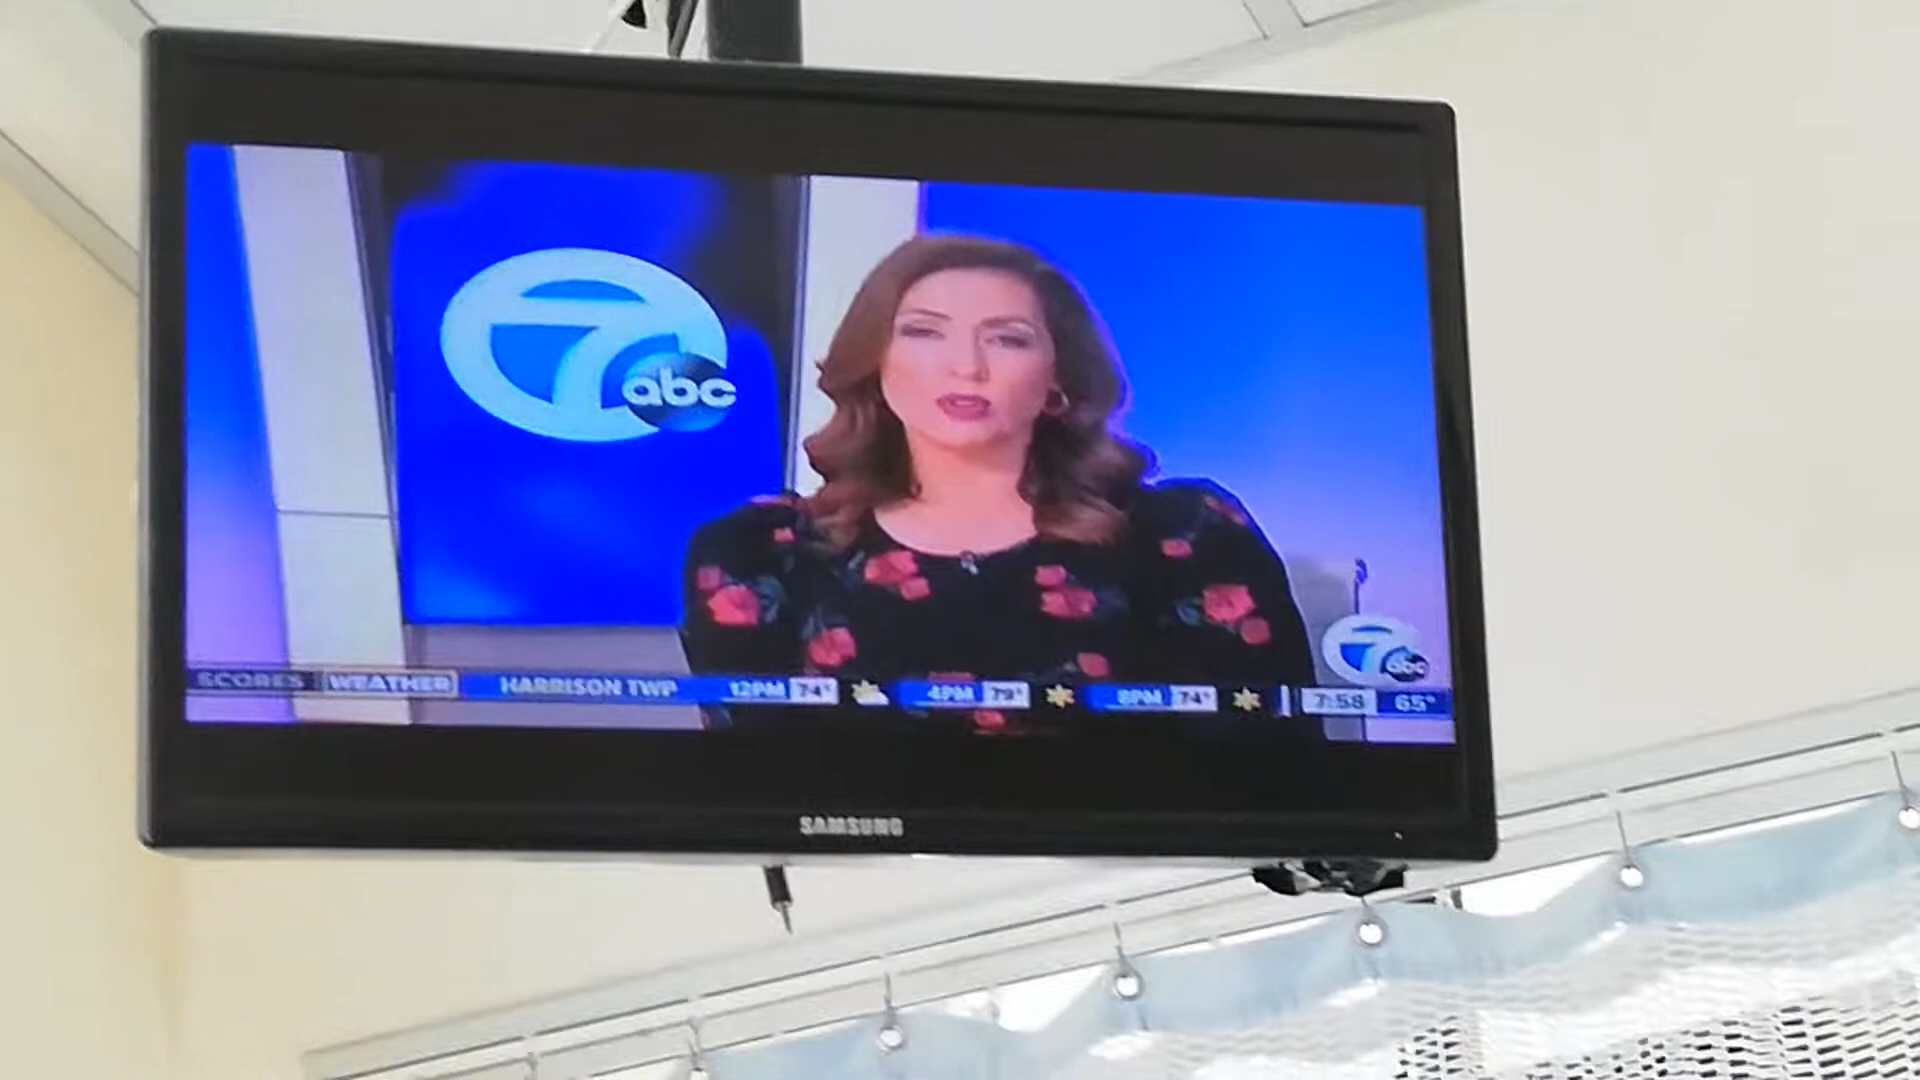 7
abc
7
abc
SCORES WEATHER HARRISON TWP 12PM 74° 4PM 79° 8PM 74° 7:58 65°
SAMSUNG